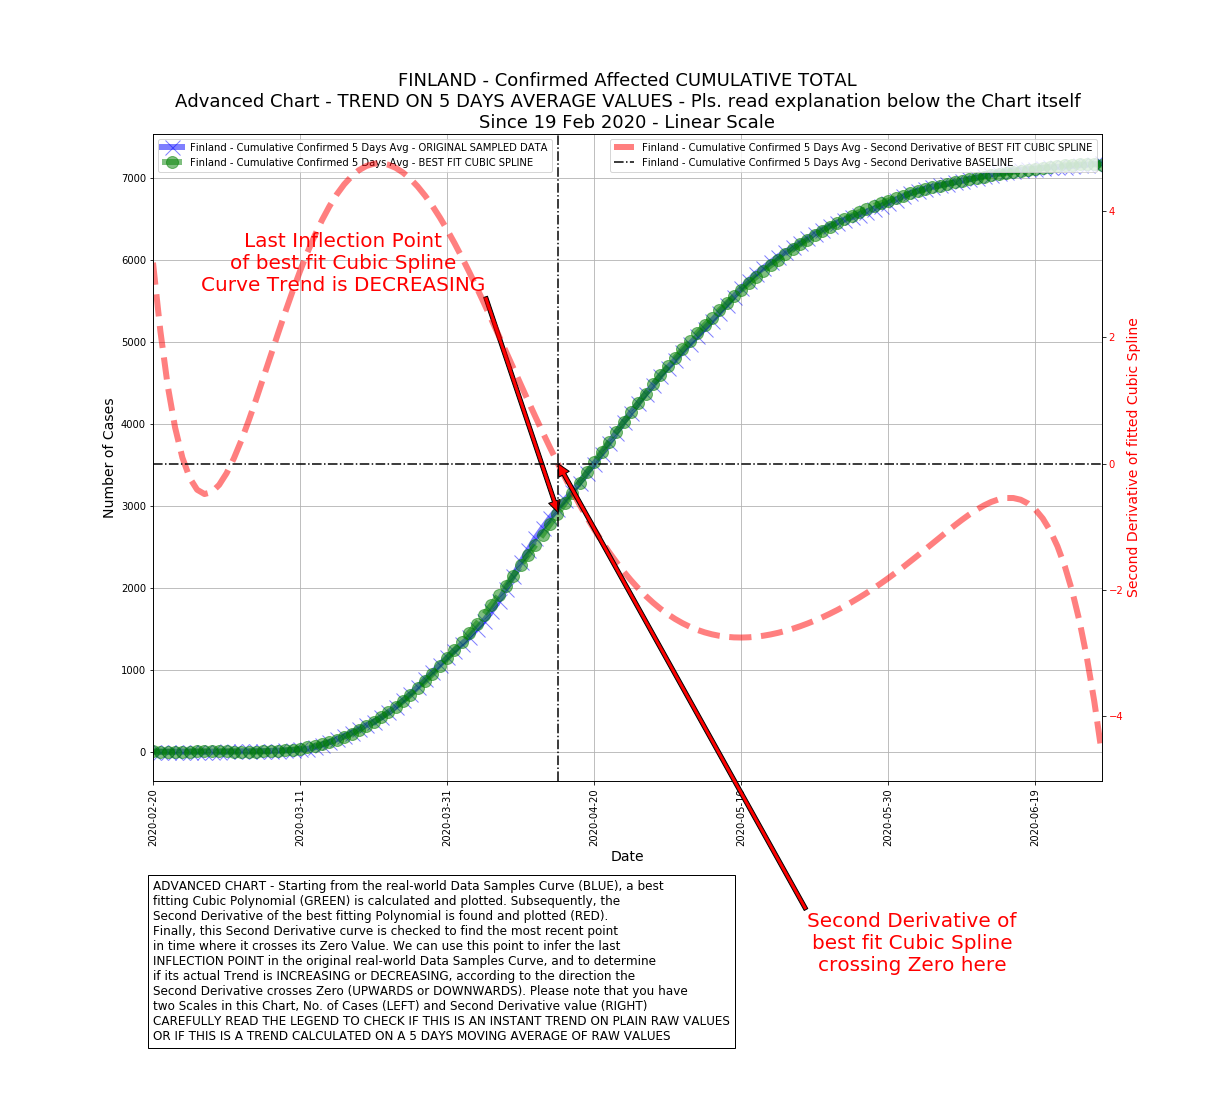 FINLAND - Confirmed Affected CUMULATIVE TOTAL
Advanced Chart - TREND ON 5 DAYS AVERAGE VALUES - Pls. read explanation below the Chart itself
Since 19 Feb 2020 - Linear Scale
Finland - Cumulative Confirmed 5 Days Avg - ORIGINAL SAMPLED DATA
Finland - Cumulative Confirmed 5 Days Avg - BEST FIT CUBIC SPLINE
Finland - Cumulative Confirmed 5 Days Avg - Second Derivative of BEST FIT CUBIC SPLINE
Finland - Cumulative Confirmed 5 Days Avg - Second Derivative BASELINE
Last Inflection Point
of best fit Cubic Spline
Curve Trend is DECREASING
Number of Cases
7000
6000
5000
4000
3000
2000
1000
0
4
2
0
−2
−4
Second Derivative of fitted Cubic Spline
2020-02-20
2020-03-11
2020-03-31
2020-04-20
2020-05-10
2020-05-30
2020-06-19
Date
Second Derivative of
best fit Cubic Spline
crossing Zero here
ADVANCED CHART - Starting from the real-world Data Samples Curve (BLUE), a best
fitting Cubic Polynomial (GREEN) is calculated and plotted. Subsequently, the
Second Derivative of the best fitting Polynomial is found and plotted (RED).
Finally, this Second Derivative curve is checked to find the most recent point
in time where it crosses its Zero Value. We can use this point to infer the last
INFLECTION POINT in the original real-world Data Samples Curve, and to determine
if its actual Trend is INCREASING or DECREASING, according to the direction the
Second Derivative crosses Zero (UPWARDS or DOWNWARDS). Please note that you have
two Scales in this Chart, No. of Cases (LEFT) and Second Derivative value (RIGHT)
CAREFULLY READ THE LEGEND TO CHECK IF THIS IS AN INSTANT TREND ON PLAIN RAW VALUES
OR IF THIS IS A TREND CALCULATED ON A 5 DAYS MOVING AVERAGE OF RAW VALUES